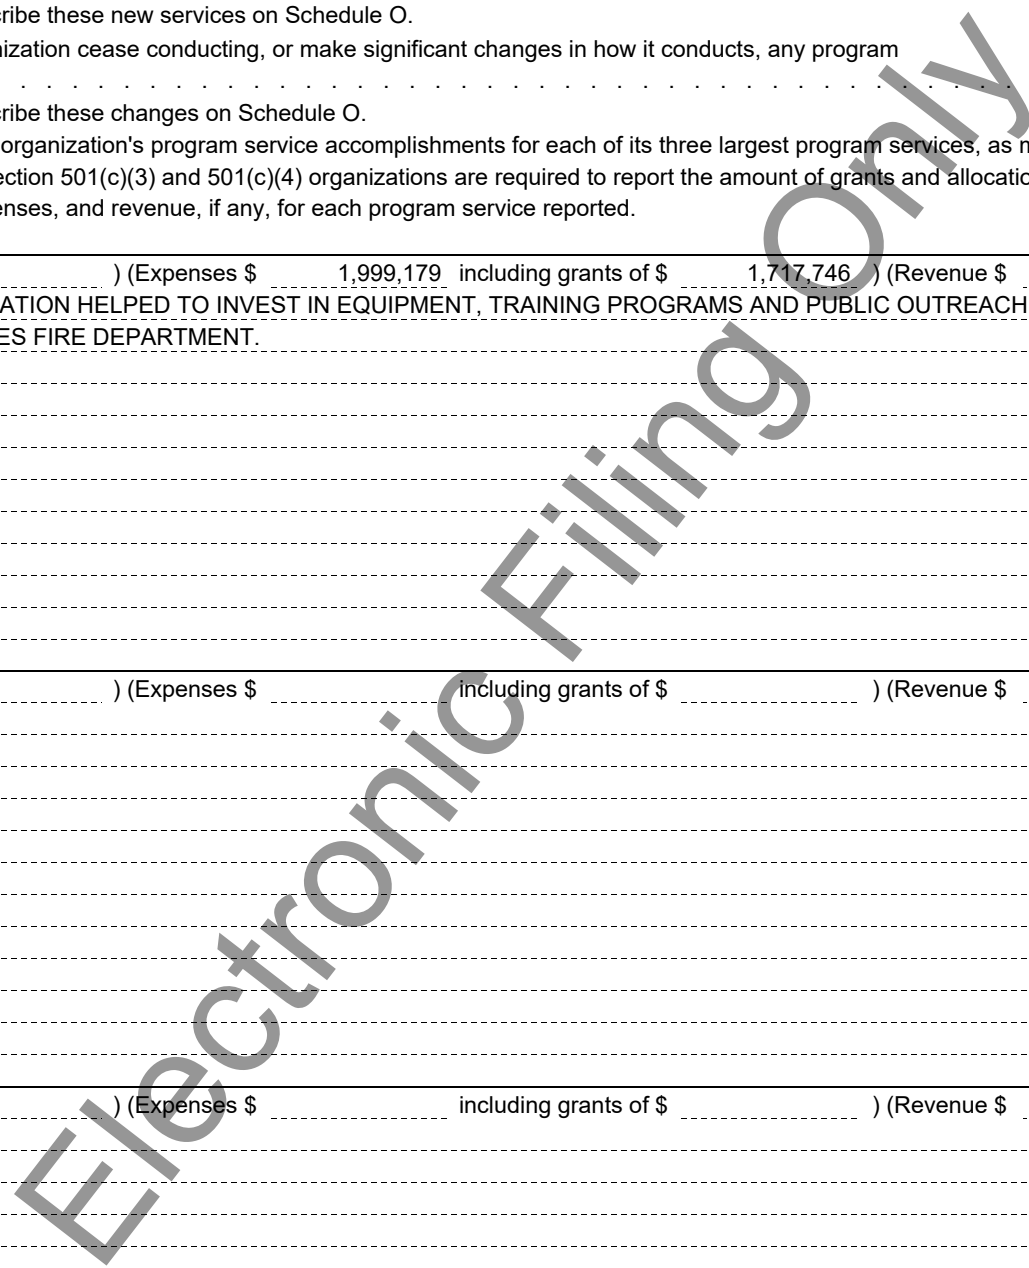 cribe these new services on Schedule O.
nization cease conducting, or make significant changes in how it conducts, any program
. . . . . . . . . . . . . . . . . . . . . . . . . . . . . . . . . . . . . . .
cribe these changes on Schedule O.
organization's program service accomplishments for each of its three largest program services, as m
ection 501(c)(3) and 501(c)(4) organizations are required to report the amount of grants and allocatio
enses, and revenue, if any, for each program service reported.
) (Expenses $ 1,999,179 including grants of $ 1,717,746 ) (Revenue $
ATION HELPED TO INVEST IN EQUIPMENT, TRAINING PROGRAMS AND PUBLIC OUTREACH
ES FIRE DEPARTMENT.
) (Expenses $ including grants of $ ) (Revenue $
) (Expenses $ including grants of $ ) (Revenue $
Electronic Filing Only